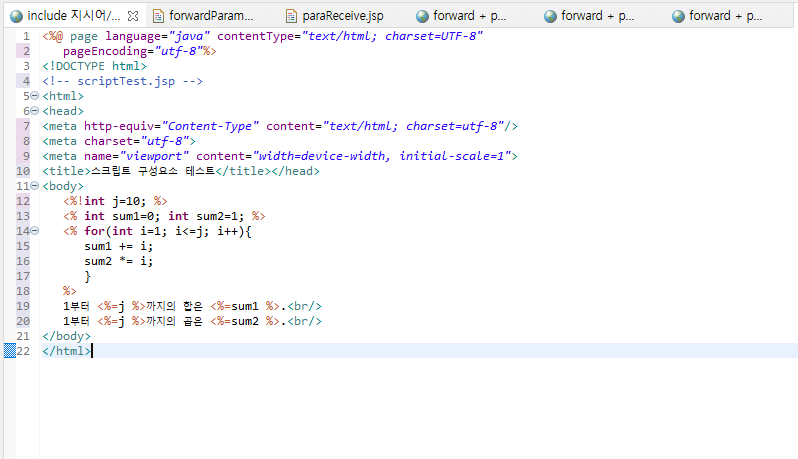 include 지시어/... forwardParam... paraReceive.jsp forward + p... forward + p... forward + p...
1 <%@ page language="java" contentType="text/html; charset=UTF-8"
2 pageEncoding="utf-8"%>
3 <!DOCTYPE html>
4 <!-- scriptTest.jsp -->
5 <html>
6 <head>
7 <meta http-equiv="Content-Type" content="text/html; charset=utf-8"/>
8 <meta charset="utf-8">
9 <meta name="viewport" content="width=device-width, initial-scale=1">
10 <title>스크립트 구성요소 테스트</title></head>
11 <body>
12 <%!int j=10; %>
13 <% int sum1=0; int sum2=1; %>
14 <% for(int i=1; i<=j; i++){
15 sum1 += i;
16 sum2 *= i;
17 }
18 %>
19 1부터 <%=j %>까지의 합은 <%=sum1 %>.<br/>
20 1부터 <%=j %>까지의 곱은 <%=sum2 %>.<br/>
21 </body>
22 </html>